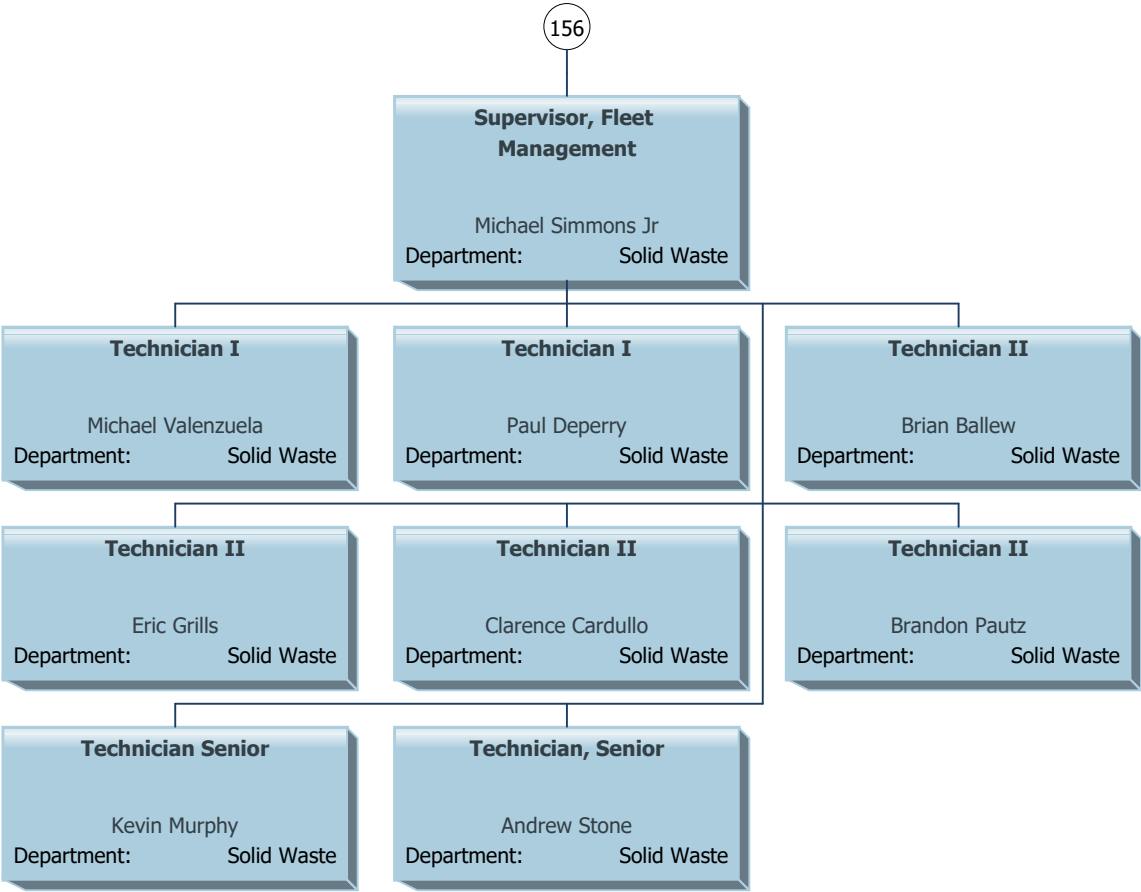 156
Supervisor, Fleet
Management
Michael Simmons Jr
Department: Solid Waste
Technician I
Michael Valenzuela
Department: Solid Waste
Technician I
Paul Deperry
Department: Solid Waste
Technician II
Brian Ballew
Department: Solid Waste
Technician II
Eric Grills
Department: Solid Waste
Technician II
Clarence Cardullo
Department: Solid Waste
Technician II
Brandon Pautz
Department: Solid Waste
Technician Senior
Kevin Murphy
Department: Solid Waste
Technician, Senior
Andrew Stone
Department: Solid Waste